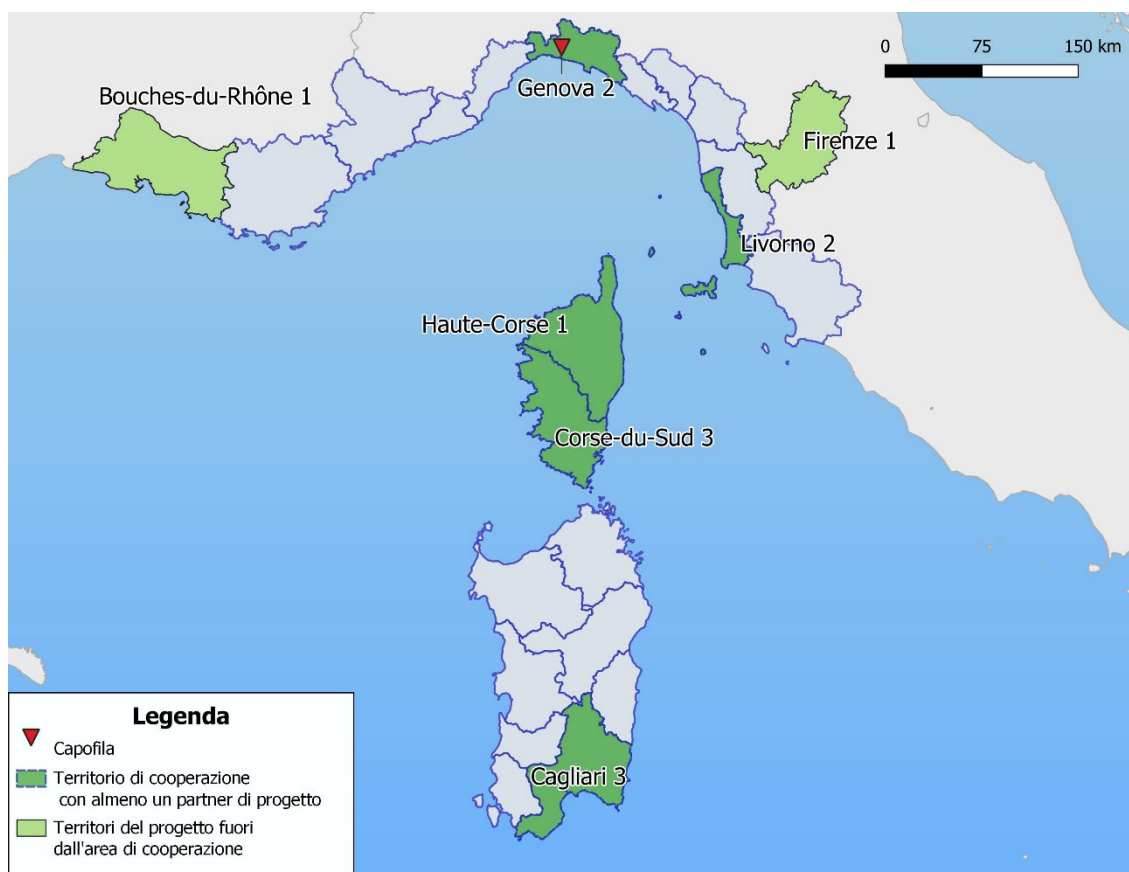 0 75 150 km
Genova 2
Bouches-du-Rhône 1
Firenze 1
Livorno 2
Haute-Corse 1
Corse-du-Sud 3
Cagliari 3
Legenda
Capofila
Territorio di cooperazione
con almeno un partner di progetto
Territori del progetto fuori
dall'area di cooperazione